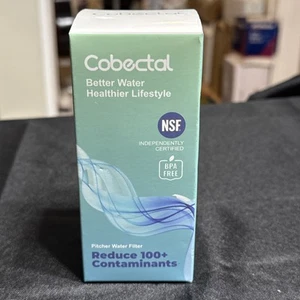 Cobectal
Better Water
Healthier Lifestyle
NSF
INDEPENDENTLY
CERTIFIED
BPA
FREE
Pitcher Water Filter
Reduce 100+
Contaminants